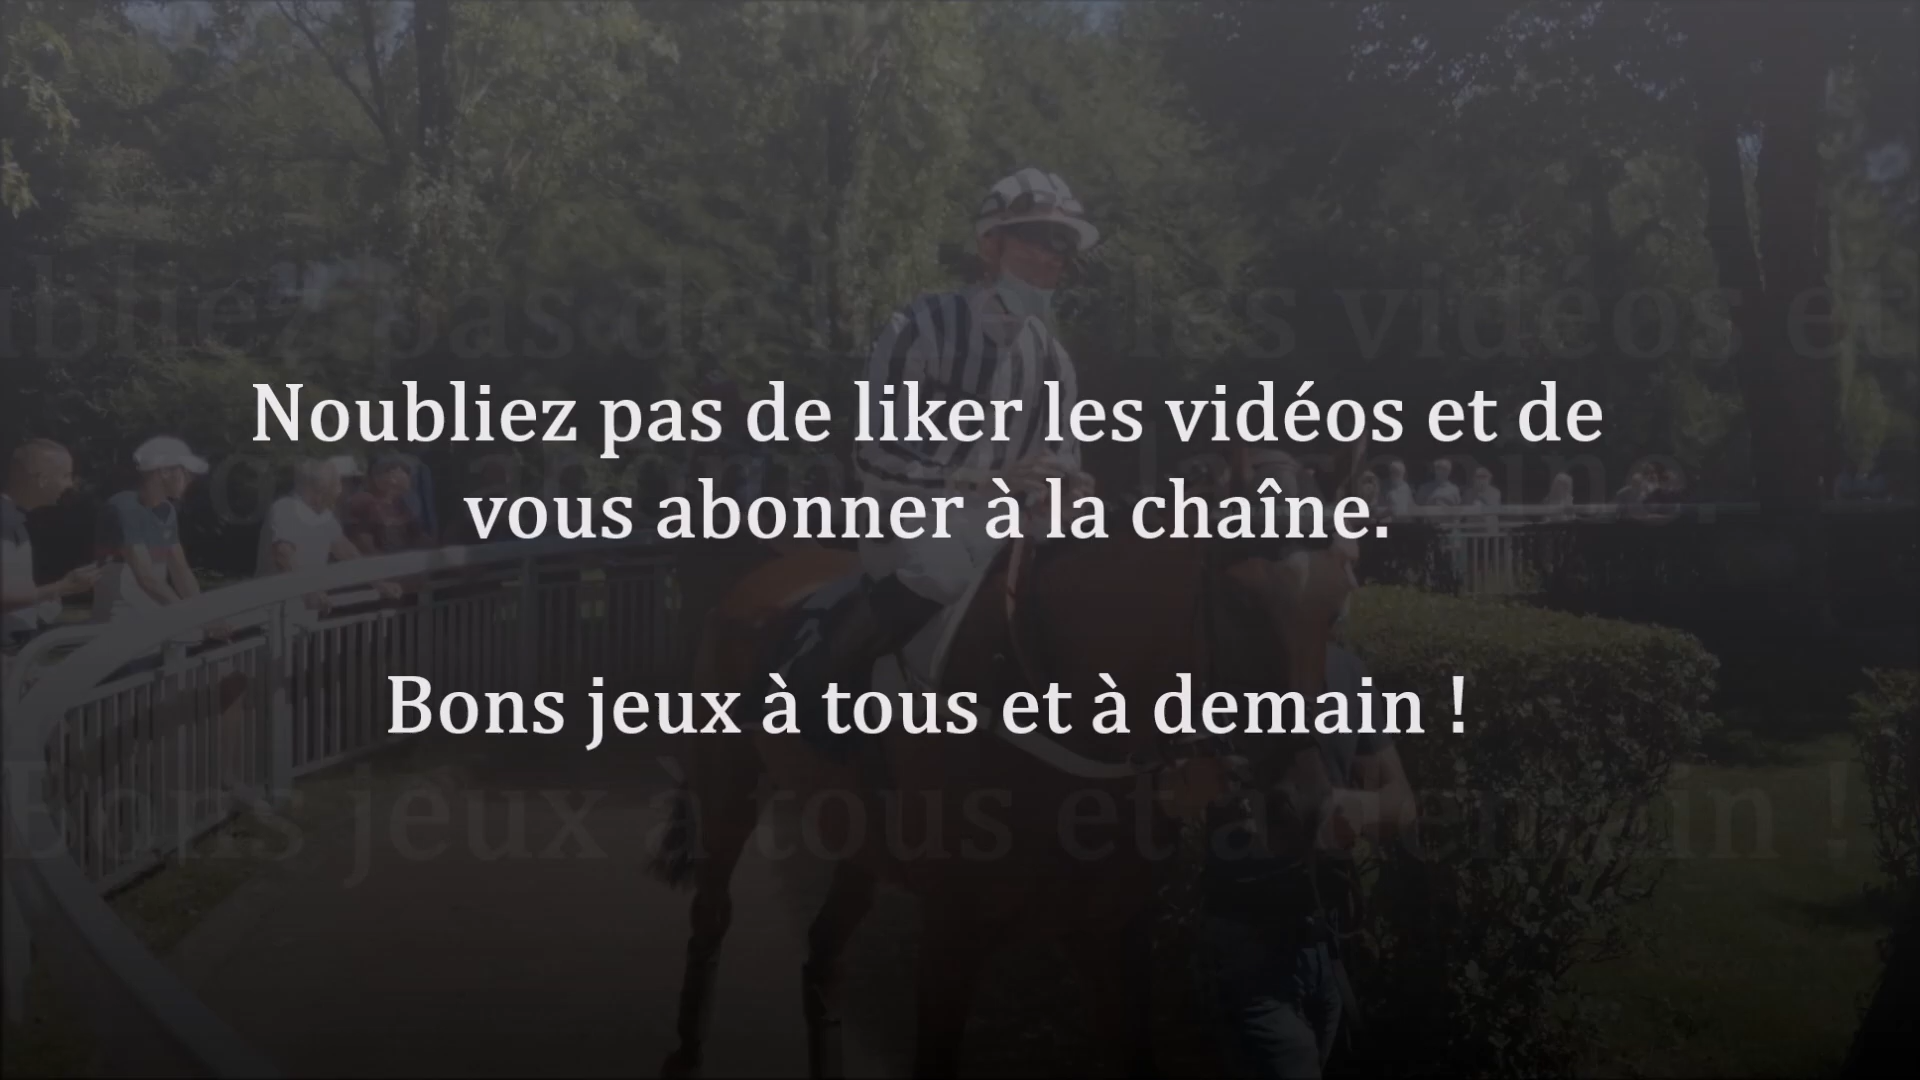 Noubliez pas de liker les vidéos et de
vous abonner à la chaîne.
Bons jeux à tous et à demain !